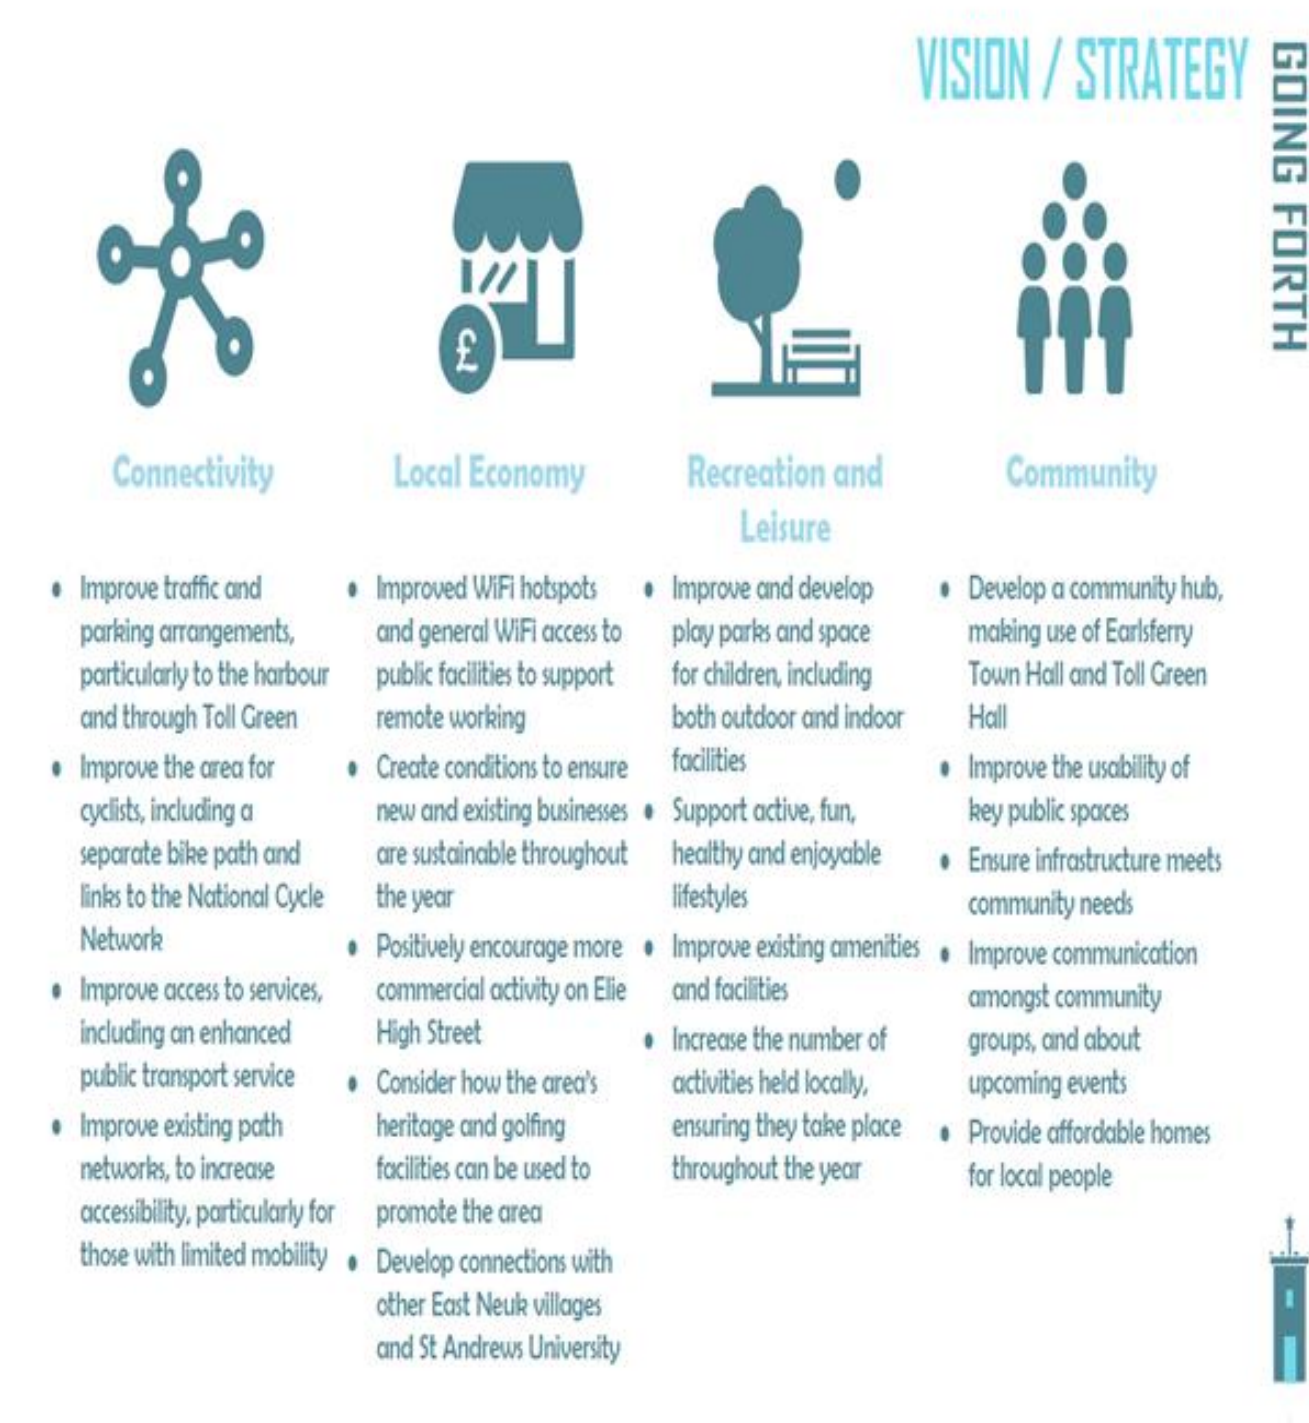 VISION / STRATEGY
GOING FORTH
£
Connectivity
• Improve traffic and
parking arrangements,
particularly to the harbour
and through Toll Green
• Improve the area for
cyclists, including a
separate bike path and
links to the National Cycle
Network
• Improve access to services,
including an enhanced
public transport service
• Improve existing path
networks, to increase
accessibility, particularly for
those with limited mobility
Local Economy
• Improved WiFi hotspots
and general WiFi access to
public facilities to support
remote working
• Create conditions to ensure
new and existing businesses
are sustainable throughout
the year
• Positively encourage more
commercial activity on Elie
High Street
• Consider how the area's
heritage and golfing
facilities can be used to
promote the area
• Develop connections with
other East Neuk villages
and St Andrews University
Recreation and
Leisure
• Improve and develop
play parks and space
for children, including
both outdoor and indoor
facilities
• Support active, fun,
healthy and enjoyable
lifestyles
• Improve existing amenities
and facilities
• Increase the number of
activities held locally,
ensuring they take place
throughout the year
Community
• Develop a community hub,
making use of Earlsferry
Town Hall and Toll Green
Hall
• Improve the usability of
key public spaces
• Ensure infrastructure meets
community needs
• Improve communication
amongst community
groups, and about
upcoming events
• Provide affordable homes
for local people